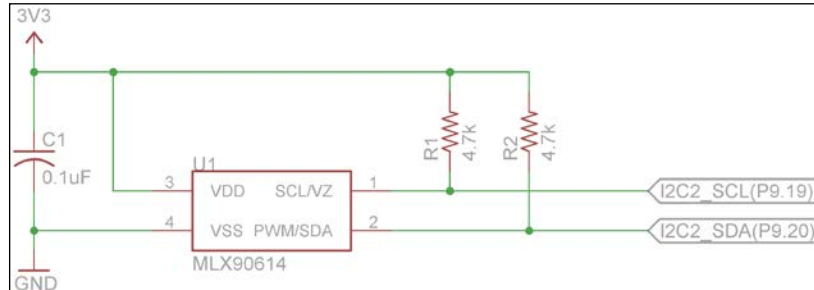 3V3
C1
0.1uF
U1
3 VDD SCL/VZ 1
4 VSS PWM/SDA 2
MLX90614
R1 4.7k R2 4.7k
I2C2_SCL(P9.19)
I2C2_SDA(P9.20)
GND